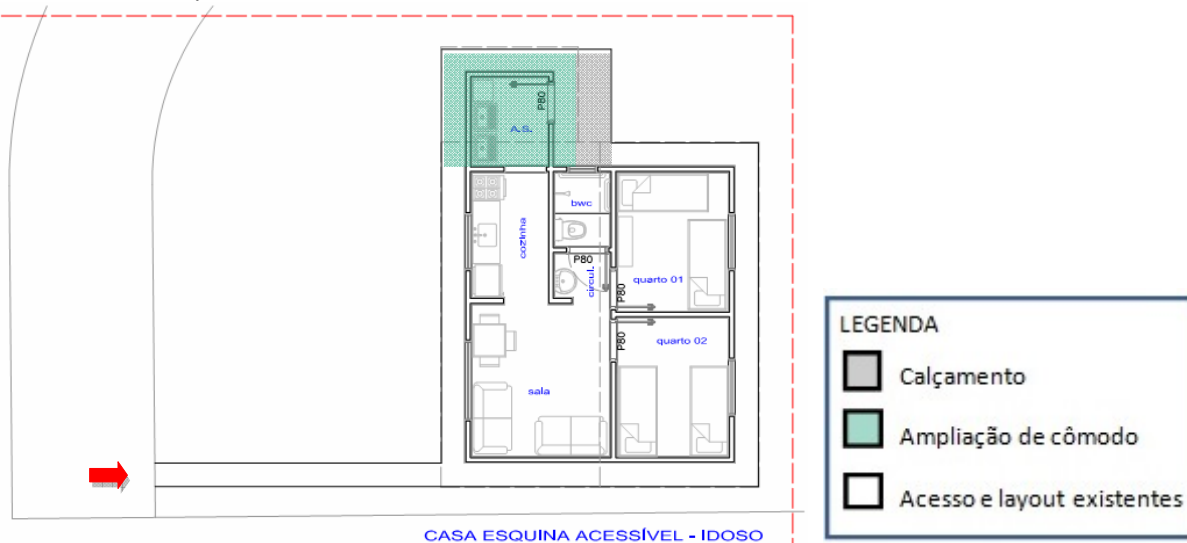 P80
A.S.
bwc
cozinha
P80
circul.
quarto 01
P80
P80
quarto 02
sala
CASA ESQUINA ACESSÍVEL - IDOSO
LEGENDA
Calçamento
Ampliação de cômodo
Acesso e layout existentes